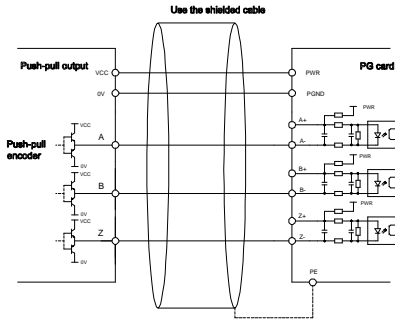 Use the shielded cable
Push-pull output
PG card
VCC
PWR
0V
PGND
PWR
A+
VCC
Push-pull encoder
A
A-
0V
PWR
VCC
B+
B
B-
0V
PWR
VCC
Z+
Z
Z-
0V
PE